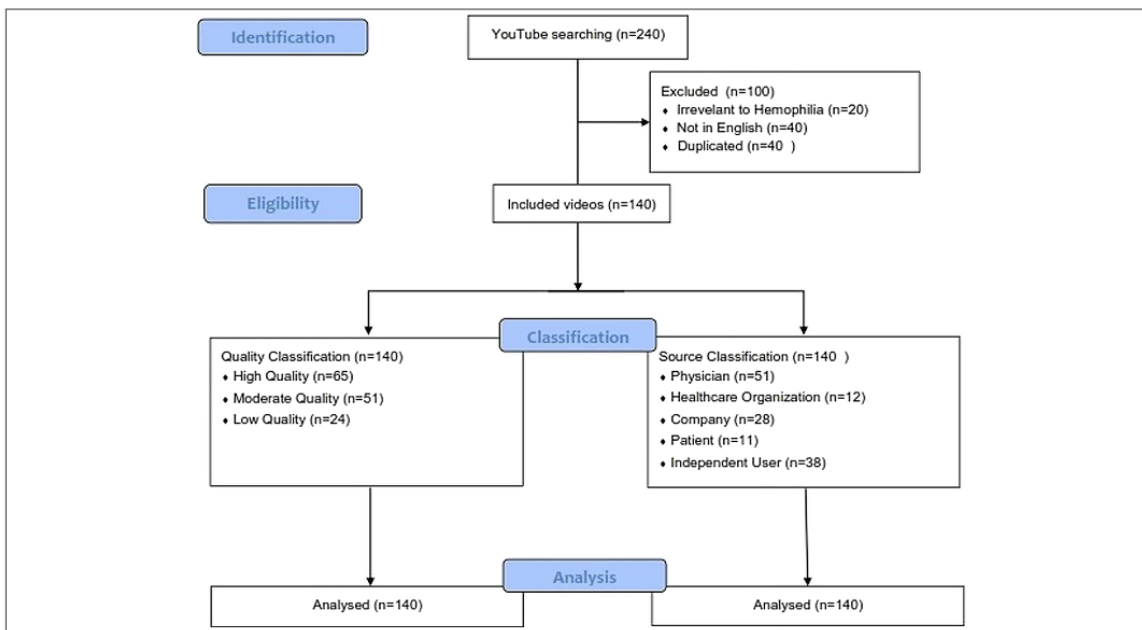 Identification
YouTube searching (n=240)
Excluded (n=100)
♦ Irrevelant to Hemophilia (n=20)
♦ Not in English (n=40)
♦ Duplicated (n=40 )
Eligibility
Included videos (n=140)
Classification
Quality Classification (n=140)
♦ High Quality (n=65)
♦ Moderate Quality (n=51)
♦ Low Quality (n=24)
Source Classification (n=140 )
♦ Physician (n=51)
♦ Healthcare Organization (n=12)
♦ Company (n=28)
♦ Patient (n=11)
♦ Independent User (n=38)
Analysis
Analysed (n=140)
Analysed (n=140)